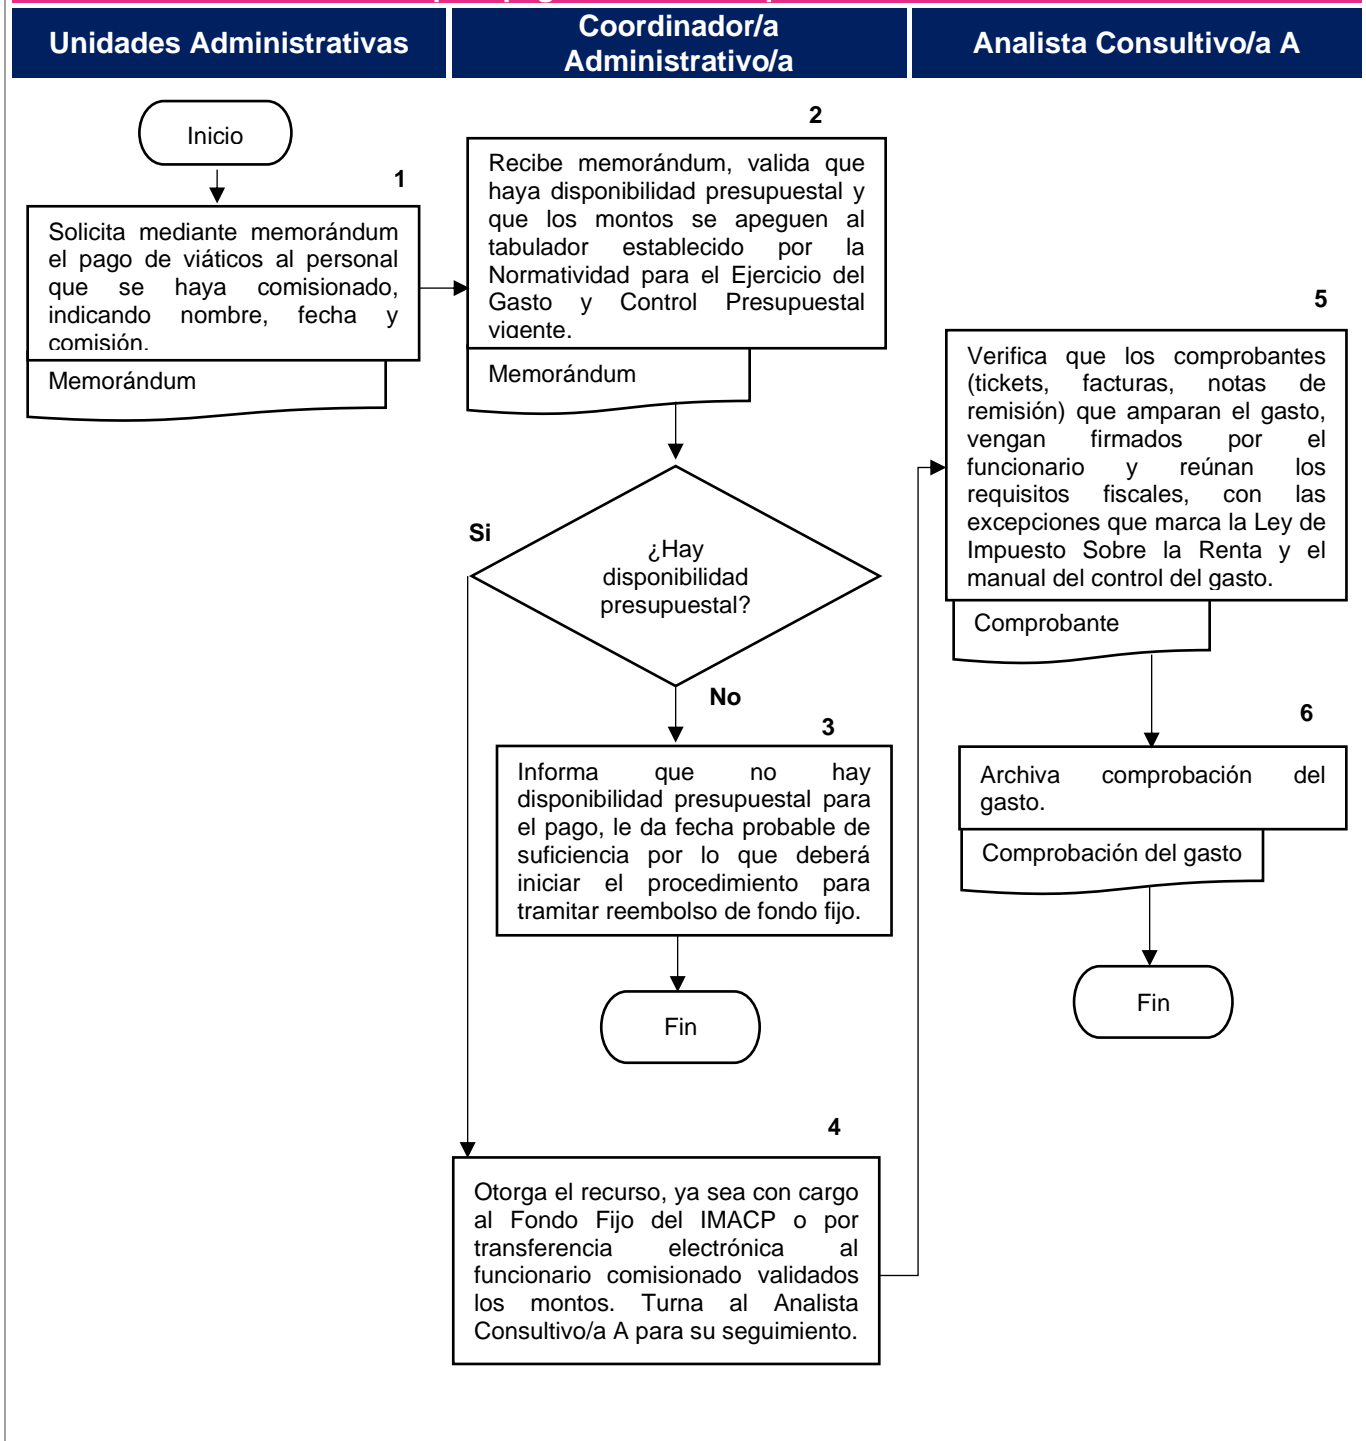 Unidades Administrativas
Coordinador/a
Administrativo/a
Analista Consultivo/a A
Inicio
1
Solicita mediante memorándum
el pago de viáticos al personal
que se haya comisionado,
indicando nombre, fecha y
comisión.
Memorándum
2
Recibe memorándum, valida que
haya disponibilidad presupuestal y
que los montos se apeguen al
tabulador establecido por la
Normatividad para el Ejercicio del
Gasto y Control Presupuestal
vigente.
Memorándum
Si
¿Hay
disponibilidad
presupuestal?
No
3
Informa que no hay
disponibilidad presupuestal para
el pago, le da fecha probable de
suficiencia por lo que deberá
iniciar el procedimiento para
tramitar reembolso de fondo fijo.
Fin
4
Otorga el recurso, ya sea con cargo
al Fondo Fijo del IMACP o por
transferencia electrónica al
funcionario comisionado validados
los montos. Turna al Analista
Consultivo/a A para su seguimiento.
5
Verifica que los comprobantes
(tickets, facturas, notas de
remisión) que amparan el gasto,
vengan firmados por el
funcionario y reúnan los
requisitos fiscales, con las
excepciones que marca la Ley de
Impuesto Sobre la Renta y el
manual del control del gasto.
Comprobante
6
Archiva comprobación del
gasto.
Comprobación del gasto
Fin